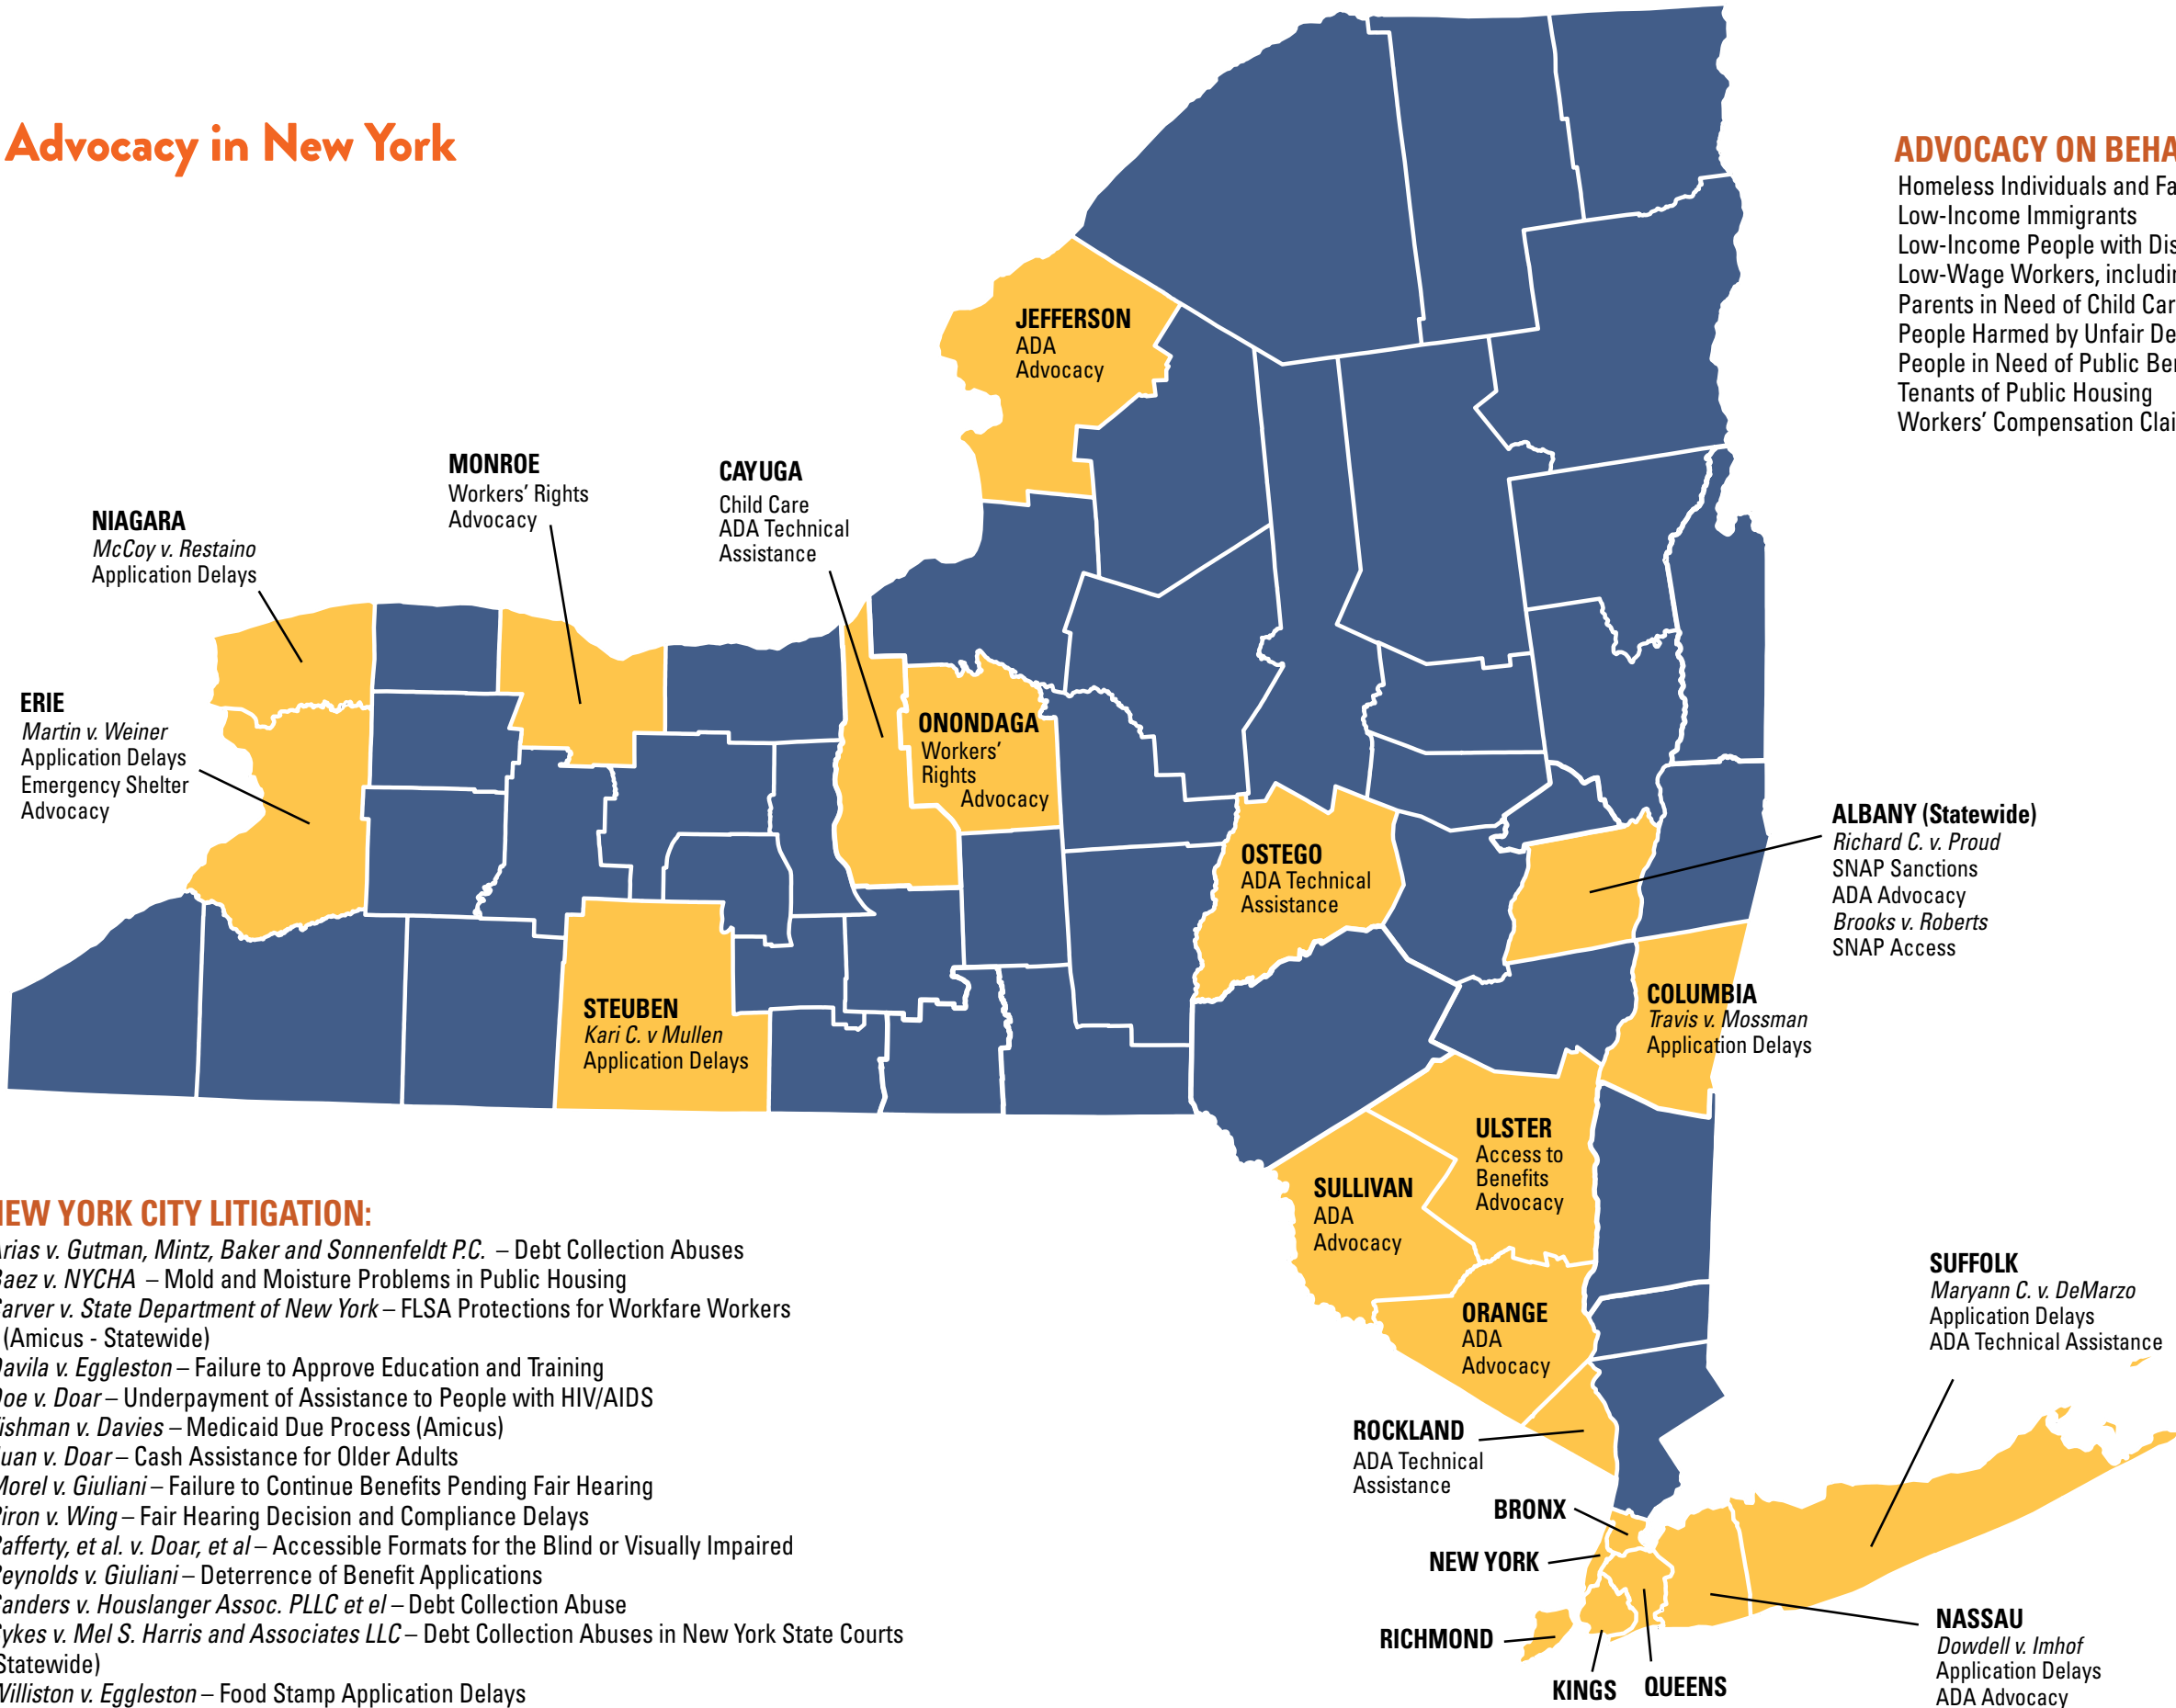 Advocacy in New York
ADVOCACY ON BEHA
Homeless Individuals and Fa
Low-Income Immigrants
Low-Income People with Dis
Low-Wage Workers, includin
Parents in Need of Child Car
People Harmed by Unfair De
People in Need of Public Ben
Tenants of Public Housing
Workers’ Compensation Clai
JEFFERSON
ADA
Advocacy
MONROE
Workers’ Rights
Advocacy
CAYUGA
Child Care
ADA Technical
Assistance
NIAGARA
McCoy v. Restaino
Application Delays
ERIE
Martin v. Weiner
Application Delays
Emergency Shelter
Advocacy
ONONDAGA
Workers’
Rights
Advocacy
OSTEGO
ADA Technical
Assistance
ALBANY (Statewide)
Richard C. v. Proud
SNAP Sanctions
ADA Advocacy
Brooks v. Roberts
SNAP Access
STEUBEN
Kari C. v Mullen
Application Delays
COLUMBIA
Travis v. Mossman
Application Delays
ULSTER
Access to
Benefits
Advocacy
SULLIVAN
ADA
Advocacy
ORANGE
ADA
Advocacy
ROCKLAND
ADA Technical
Assistance
BRONX
NEW YORK
RICHMOND
KINGS
QUEENS
SUFFOLK
Maryann C. v. DeMarzo
Application Delays
ADA Technical Assistance
NASSAU
Dowdell v. Imhof
Application Delays
ADA Advocacy
NEW YORK CITY LITIGATION:
Arias v. Gutman, Mintz, Baker and Sonnenfeldt P.C. – Debt Collection Abuses
Baez v. NYCHA – Mold and Moisture Problems in Public Housing
Carver v. State Department of New York – FLSA Protections for Workfare Workers
(Amicus - Statewide)
Davila v. Eggleston – Failure to Approve Education and Training
Doe v. Doar – Underpayment of Assistance to People with HIV/AIDS
ishman v. Davies – Medicaid Due Process (Amicus)
uan v. Doar – Cash Assistance for Older Adults
Morel v. Giuliani – Failure to Continue Benefits Pending Fair Hearing
Piron v. Wing – Fair Hearing Decision and Compliance Delays
Rafferty, et al. v. Doar, et al – Accessible Formats for the Blind or Visually Impaired
Reynolds v. Giuliani – Deterrence of Benefit Applications
Sanders v. Houslanger Assoc. PLLC et el – Debt Collection Abuse
Sykes v. Mel S. Harris and Associates LLC – Debt Collection Abuses in New York State Courts
Statewide)
Williston v. Eggleston – Food Stamp Application Delays